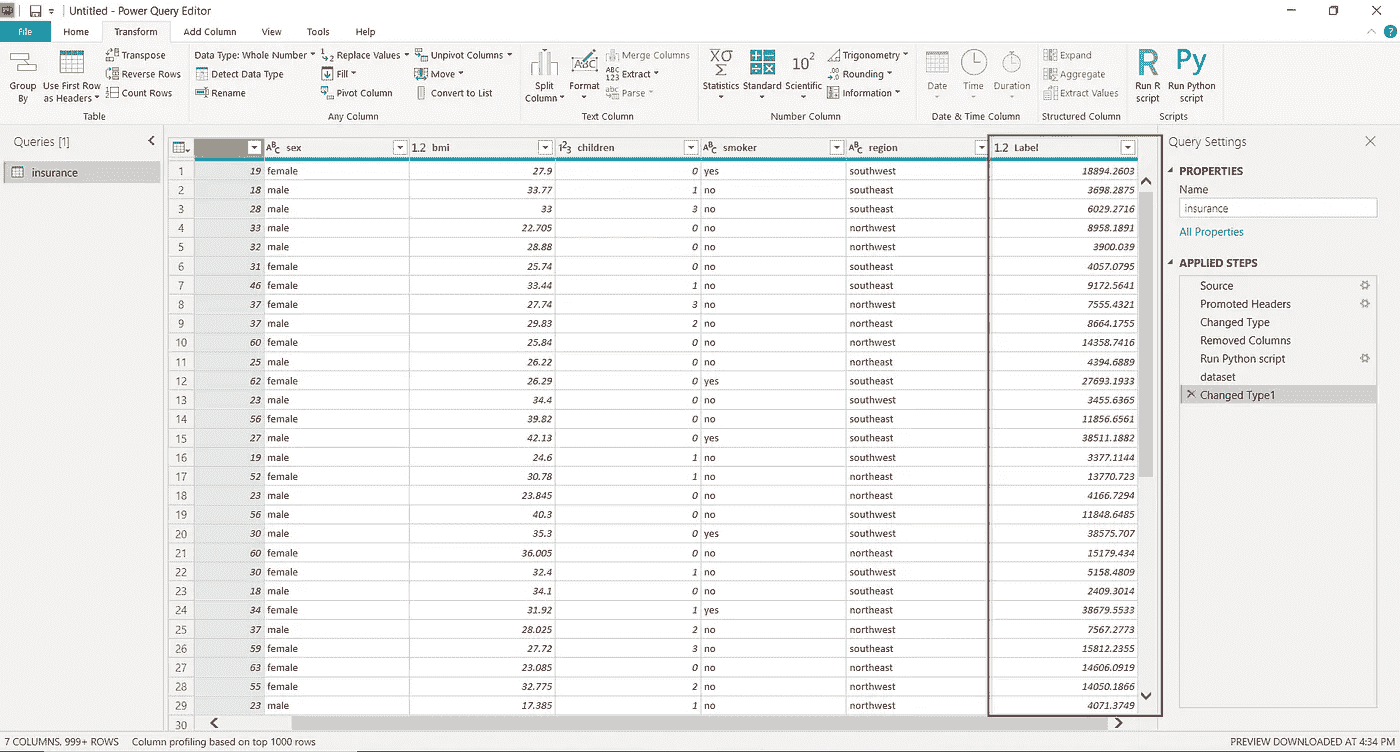 Untitled - Power Query Editor
File Home Transform Add Column View Tools Help
Group By
Use First Row as Headers
Transpose
Reverse Rows
Count Rows
Table
Data Type: Whole Number
Detect Data Type
Rename
Replace Values
Fill
Pivot Column
Unpivot Columns
Move
Convert to List
Any Column
Split Column
Format
Merge Columns
Extract
Parse
Text Column
Statistics
Standard
Scientific
Trigonometry
Rounding
Information
Number Column
Date
Time
Duration
Date & Time Column
Expand
Aggregate
Extract Values
Structured Column
Run R script
Run Python script
Scripts
Queries [1]
insurance
sex 1.2 bmi children smoker region 1.2 Label
1 19 female 27.9 0 yes southwest 18894.2603
2 18 male 33.77 1 no southeast 3698.2875
3 28 male 33 3 no southeast 6029.2716
4 33 male 22.705 0 no northwest 8958.1891
5 32 male 28.88 0 no northwest 3900.039
6 31 female 25.74 0 no southeast 4057.0795
7 46 female 33.44 1 no southeast 9172.5641
8 37 female 27.74 3 no northwest 7555.4321
9 37 male 29.83 2 no northeast 8664.1755
10 60 female 25.84 0 no northwest 14358.7416
11 25 male 26.22 0 no northeast 4394.6889
12 62 female 26.29 0 yes southeast 27693.1933
13 23 male 34.4 0 no southwest 3455.6365
14 56 female 39.82 0 no southeast 11856.6561
15 27 male 42.13 0 yes southeast 38511.1882
16 19 male 24.6 1 no southwest 3377.1144
17 52 female 30.78 1 no northeast 13770.723
18 23 male 23.845 0 no northeast 4166.7294
19 56 male 40.3 0 no southwest 11848.6485
20 30 male 35.3 0 yes southwest 38575.707
21 60 female 36.005 0 no northeast 15179.434
22 30 female 32.4 1 no southwest 5158.4809
23 18 male 34.1 0 no southeast 2409.3014
24 34 female 31.92 1 yes northeast 38679.5533
25 37 male 28.025 2 no northwest 7567.2773
26 59 female 27.72 3 no southeast 15812.2355
27 63 female 23.085 0 no northeast 14606.0919
28 55 female 32.775 2 no northwest 14050.1866
29 23 male 17.385 1 no northwest 4071.3749
30
Query Settings
PROPERTIES
Name
insurance
All Properties
APPLIED STEPS
Source
Promoted Headers
Changed Type
Removed Columns
Run Python script
dataset
Changed Type1
7 COLUMNS, 999+ ROWS Column profiling based on top 1000 rows
PREVIEW DOWNLOADED AT 4:34 PM